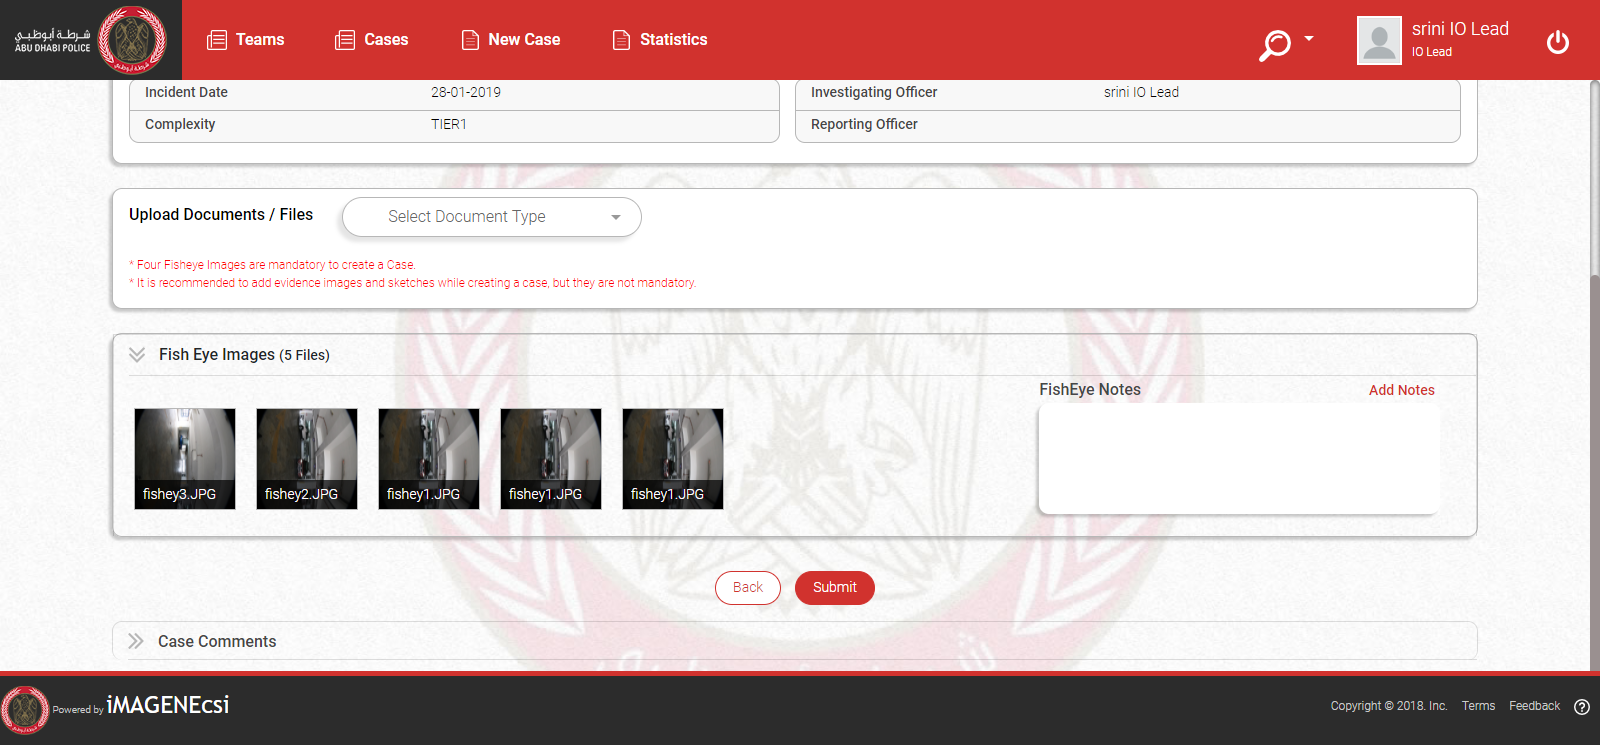 شرطة أبوظبي
ABU DHABI POLICE
Teams
Cases
New Case
Statistics
srini IO Lead
IO Lead
Incident Date 28-01-2019
Complexity TIER1
Investigating Officer srini IO Lead
Reporting Officer
Upload Documents / Files
Select Document Type
* Four Fisheye Images are mandatory to create a Case.
* It is recommended to add evidence images and sketches while creating a case, but they are not mandatory.
Fish Eye Images (5 Files)
FishEye Notes
Add Notes
fishey3.JPG
fishey2.JPG
fishey1.JPG
fishey1.JPG
fishey1.JPG
Back
Submit
Case Comments
Powered by iMAGENEcsi
Copyright © 2018. Inc.
Terms
Feedback